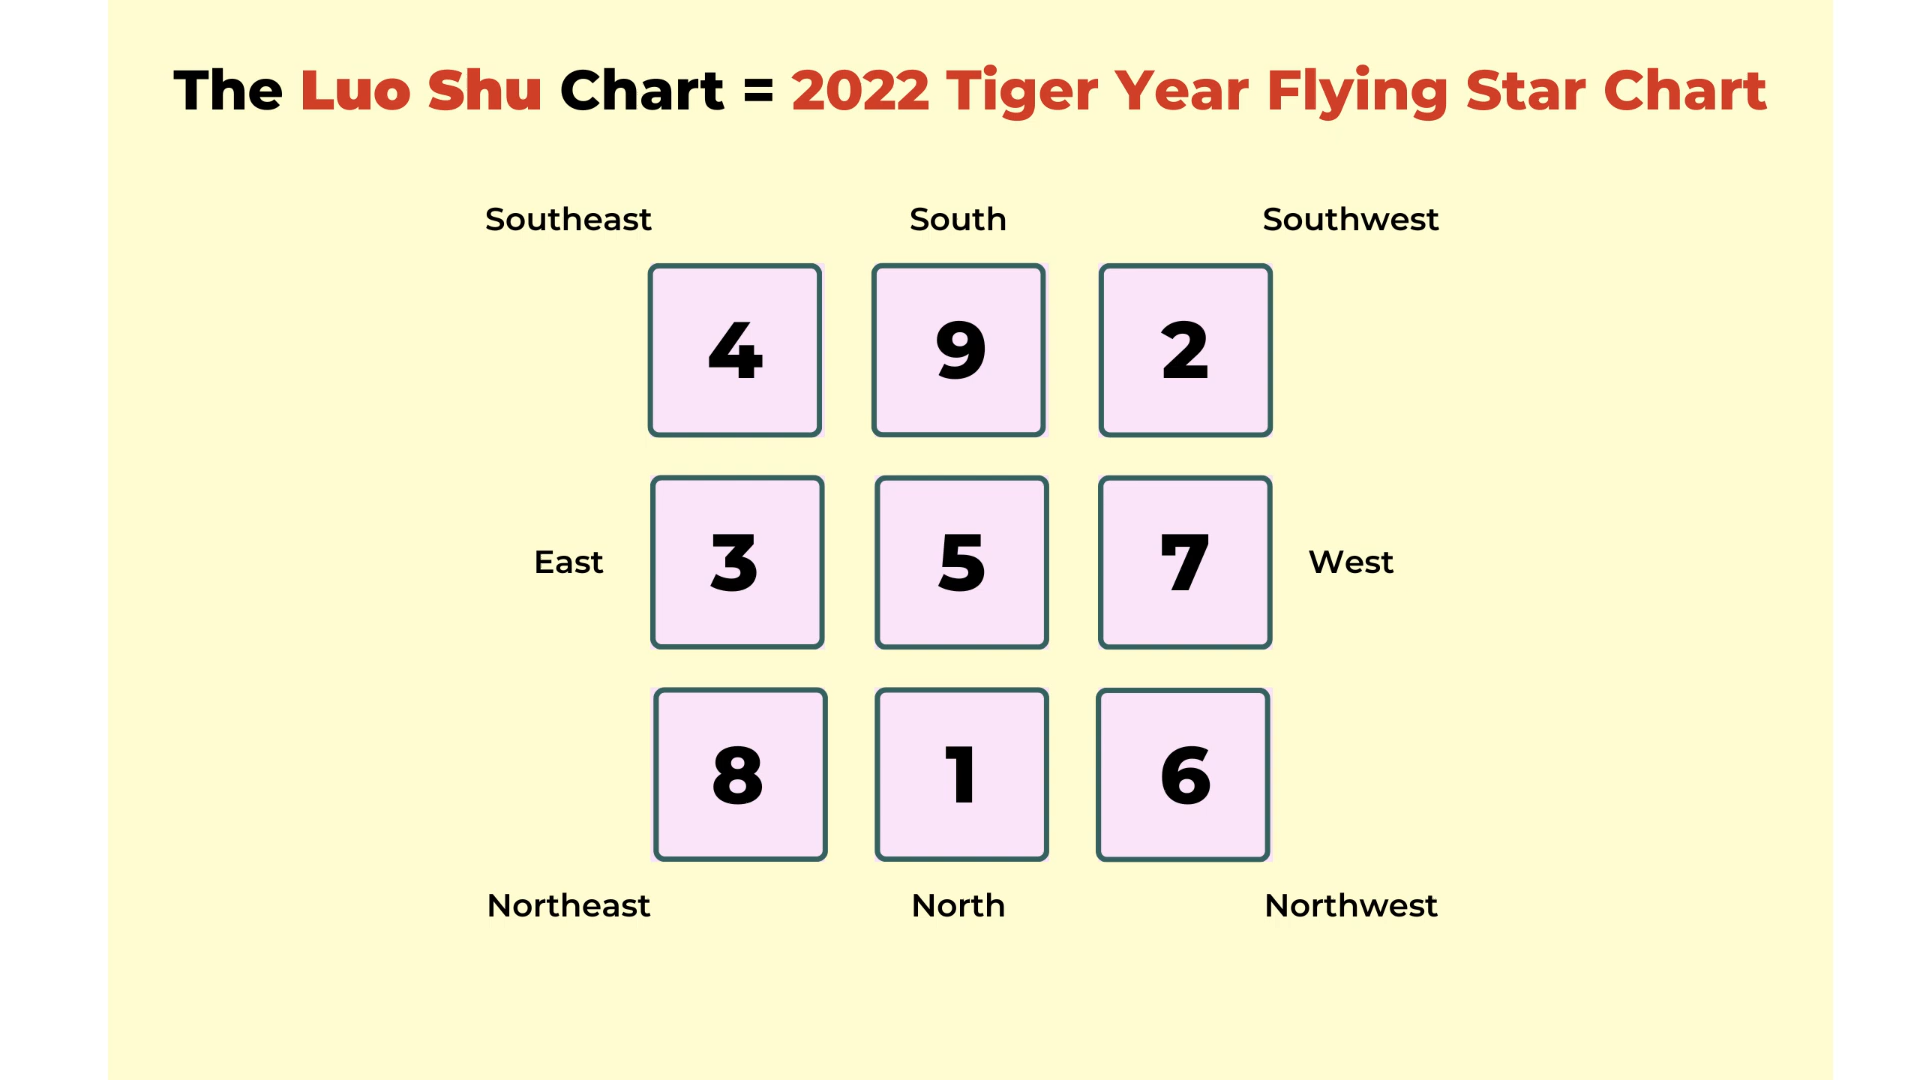 The Luo Shu Chart = 2022 Tiger Year Flying Star Chart
Southeast South Southwest
4 9 2
East 3 5 7 West
8 1 6
Northeast North Northwest